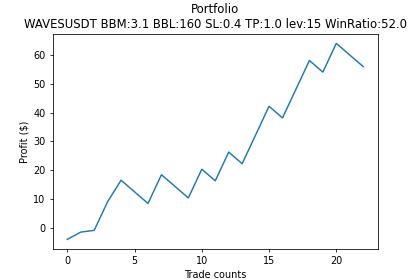 Portfolio
WAVESUSDT BBM:3.1 BBL:160 SL:0.4 TP:1.0 lev:15 WinRatio:52.0
Profit ($)
60
50
40
30
20
10
0
0 5 10 15 20
Trade counts